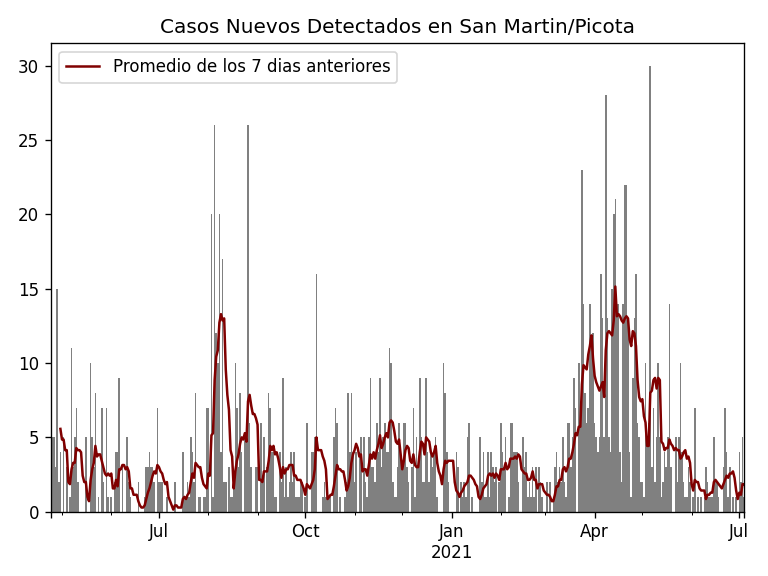 Casos Nuevos Detectados en San Martin/Picota
Promedio de los 7 dias anteriores
30
25
20
15
10
5
0
Jul Oct Jan Apr Jul
2021